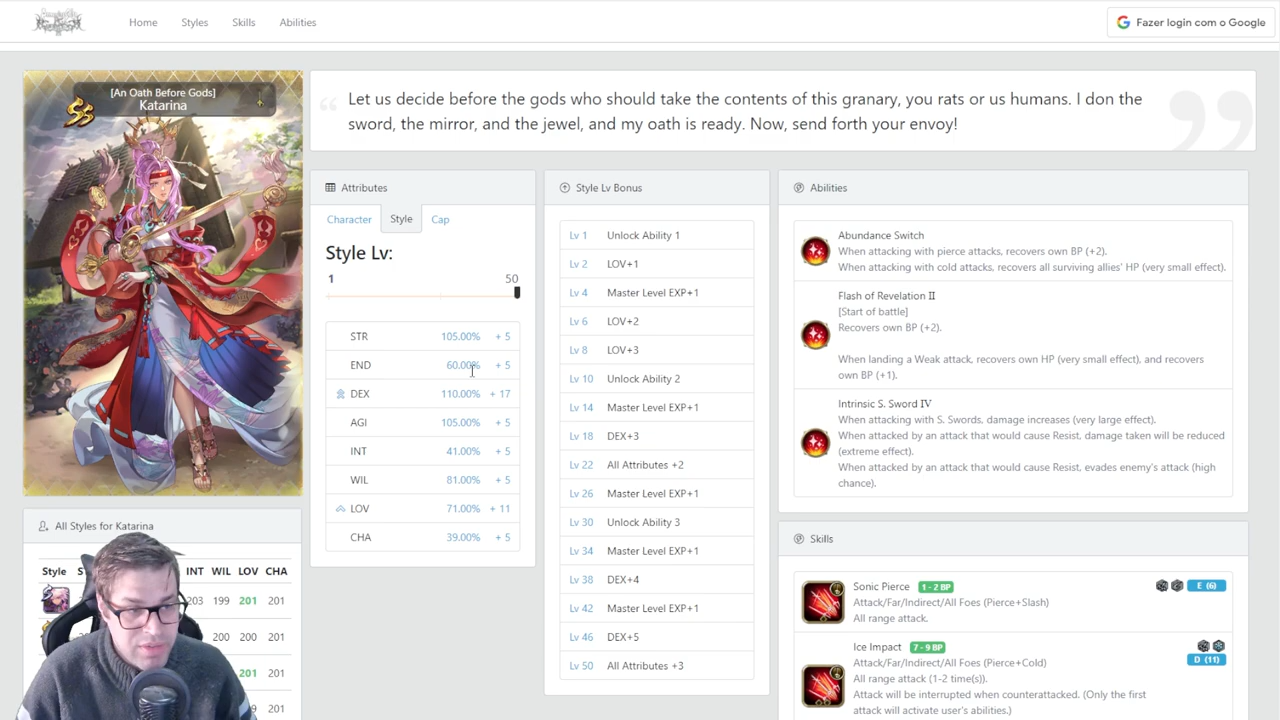 Home
Styles
Skills
Abilities
Fazer login com o Google
[An Oath Before Gods]
Katarina
SS
“ Let us decide before the gods who should take the contents of this granary, you rats or us humans. I don the
sword, the mirror, and the jewel, and my oath is ready. Now, send forth your envoy! ”
Attributes
Character
Style
Cap
Style Lv:
1
50
STR 105.00% + 5
END 60.00% + 5
DEX 110.00% + 17
AGI 105.00% + 5
INT 41.00% + 5
WIL 81.00% + 5
LOV 71.00% + 11
CHA 39.00% + 5
Style Lv Bonus
Lv 1 Unlock Ability 1
Lv 2 LOV+1
Lv 4 Master Level EXP+1
Lv 6 LOV+2
Lv 8 LOV+3
Lv 10 Unlock Ability 2
Lv 14 Master Level EXP+1
Lv 18 DEX+3
Lv 22 All Attributes +2
Lv 26 Master Level EXP+1
Lv 30 Unlock Ability 3
Lv 34 Master Level EXP+1
Lv 38 DEX+4
Lv 42 Master Level EXP+1
Lv 46 DEX+5
Lv 50 All Attributes +3
Abilities
Abundance Switch
When attacking with pierce attacks, recovers own BP (+2).
When attacking with cold attacks, recovers all surviving allies' HP (very small effect).
Flash of Revelation II
[Start of battle]
Recovers own BP (+2).
When landing a Weak attack, recovers own HP (very small effect), and recovers
own BP (+1).
Intrinsic S. Sword IV
When attacking with S. Swords, damage increases (very large effect).
When attacked by an attack that would cause Resist, damage taken will be reduced
(extreme effect).
When attacked by an attack that would cause Resist, evades enemy's attack (high
chance).
Skills
Sonic Pierce 1 - 2 BP E (6)
Attack/Far/Indirect/All Foes (Pierce+Slash)
All range attack.
Ice Impact 7 - 9 BP
D (11)
Attack/Far/Indirect/All Foes (Pierce+Cold)
All range attack (1-2 time(s)).
Attack will be interrupted when counterattacked. (Only the first
attack will activate user's abilities.)
All Styles for Katarina
Style INT WIL LOV CHA
203 199 201 201
200 200 201
201 201
201